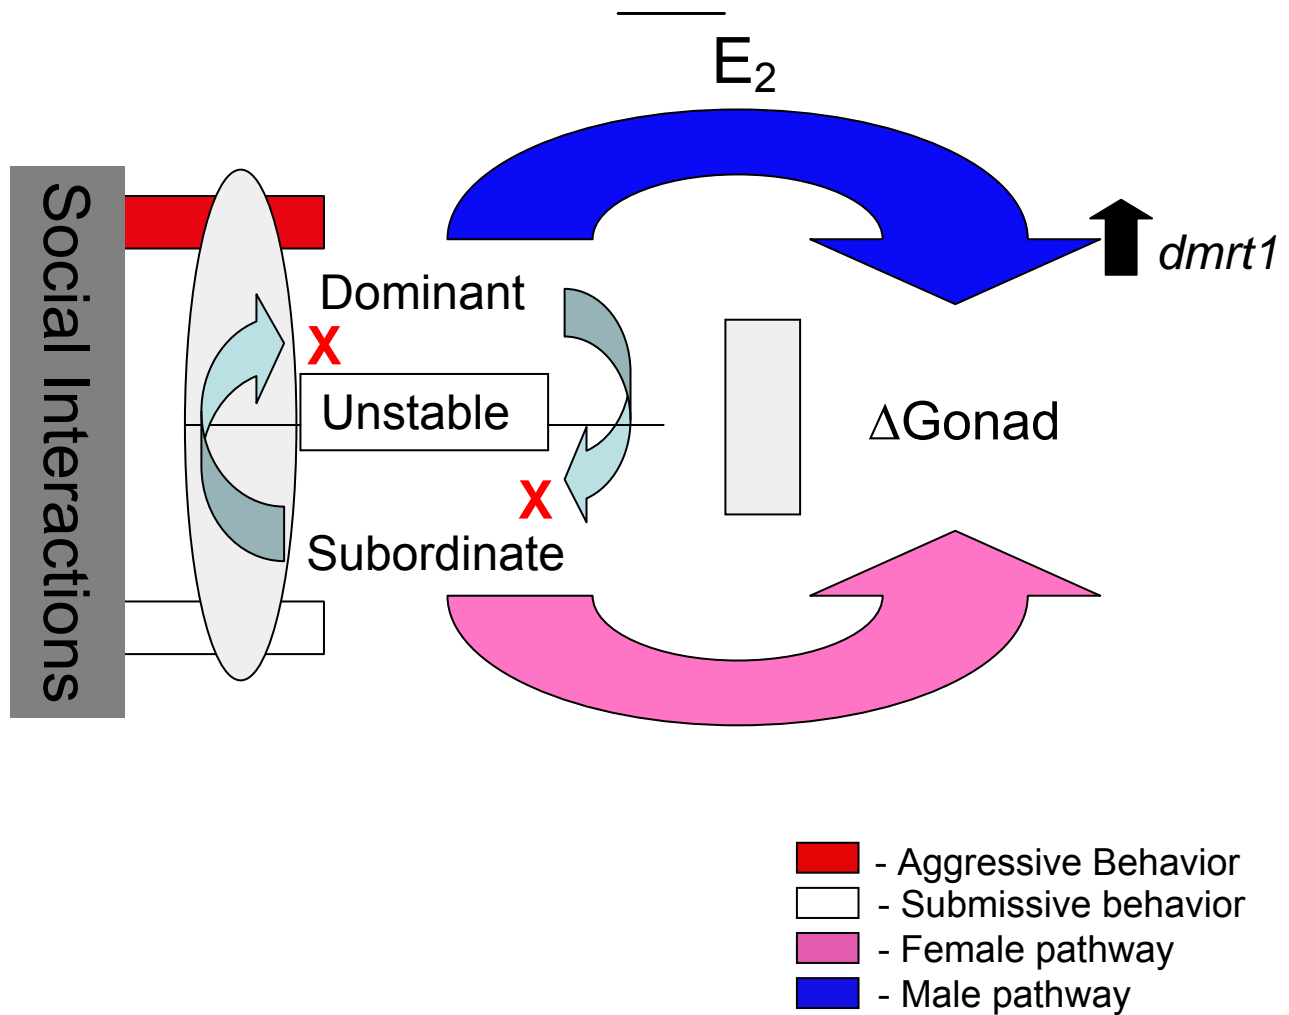 E₂
Social Interactions
dmrt1
Dominant
X
Unstable
ΔGonad
X
Subordinate
- Aggressive Behavior
- Submissive behavior
- Female pathway
- Male pathway